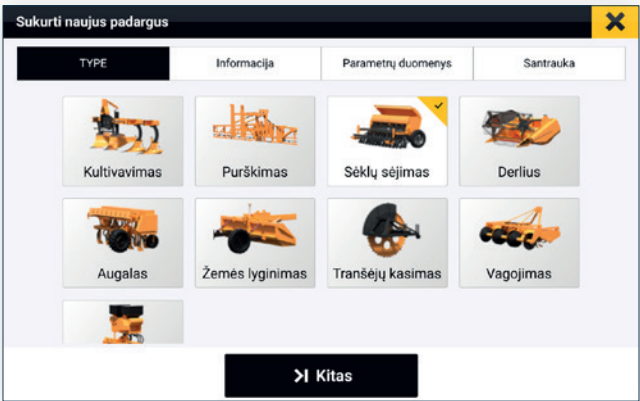 Sukurti naujus padargus
TYPE Informacija Parametrų duomenys Santrauka
Kultivavimas Purškimas Sėklų sėjimas Derlius
Augalas Žemės lyginimas Tranšėjų kasimas Vagojimas
Kitas